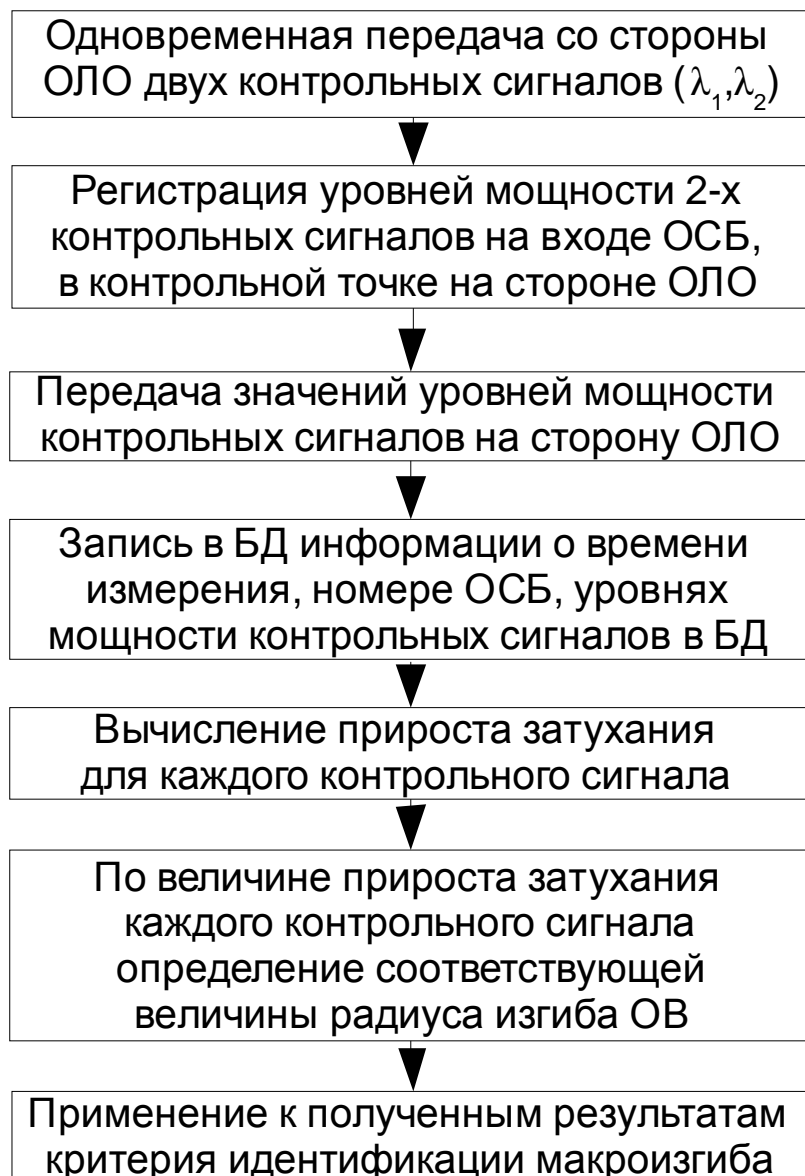 Одновременная передача со стороны
ОЛО двух контрольных сигналов (λ₁,λ₂)
Регистрация уровней мощности 2-х
контрольных сигналов на входе ОСБ,
в контрольной точке на стороне ОЛО
Передача значений уровней мощности
контрольных сигналов на сторону ОЛО
Запись в БД информации о времени
измерения, номере ОСБ, уровнях
мощности контрольных сигналов в БД
Вычисление прироста затухания
для каждого контрольного сигнала
По величине прироста затухания
каждого контрольного сигнала
определение соответствующей
величины радиуса изгиба ОВ
Применение к полученным результатам
критерия идентификации макроизгиба